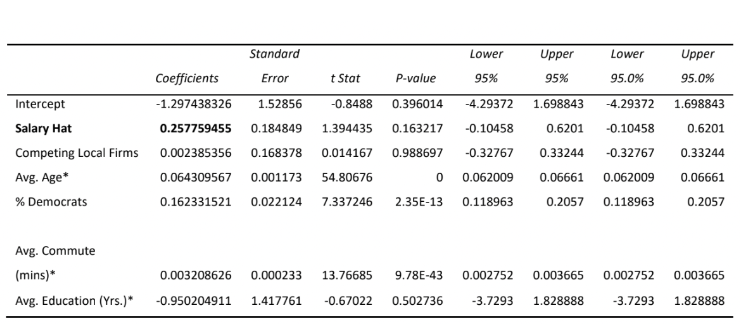 Standard Lower Upper Lower Upper
Coefficients Error t Stat P-value 95% 95% 95.0% 95.0%
Intercept -1.297438326 1.52856 -0.8488 0.396014 -4.29372 1.698843 -4.29372 1.698843
Salary Hat 0.257759455 0.184849 1.394435 0.163217 -0.10458 0.6201 -0.10458 0.6201
Competing Local Firms 0.002385356 0.168378 0.014167 0.988697 -0.32767 0.33244 -0.32767 0.33244
Avg. Age* 0.064309567 0.001173 54.80676 0 0.062009 0.06661 0.062009 0.06661
% Democrats 0.162331521 0.022124 7.337246 2.35E-13 0.118963 0.2057 0.118963 0.2057
Avg. Commute
(mins)* 0.003208626 0.000233 13.76685 9.78E-43 0.002752 0.003665 0.002752 0.003665
Avg. Education (Yrs.)* -0.950204911 1.417761 -0.67022 0.502736 -3.7293 1.828888 -3.7293 1.828888